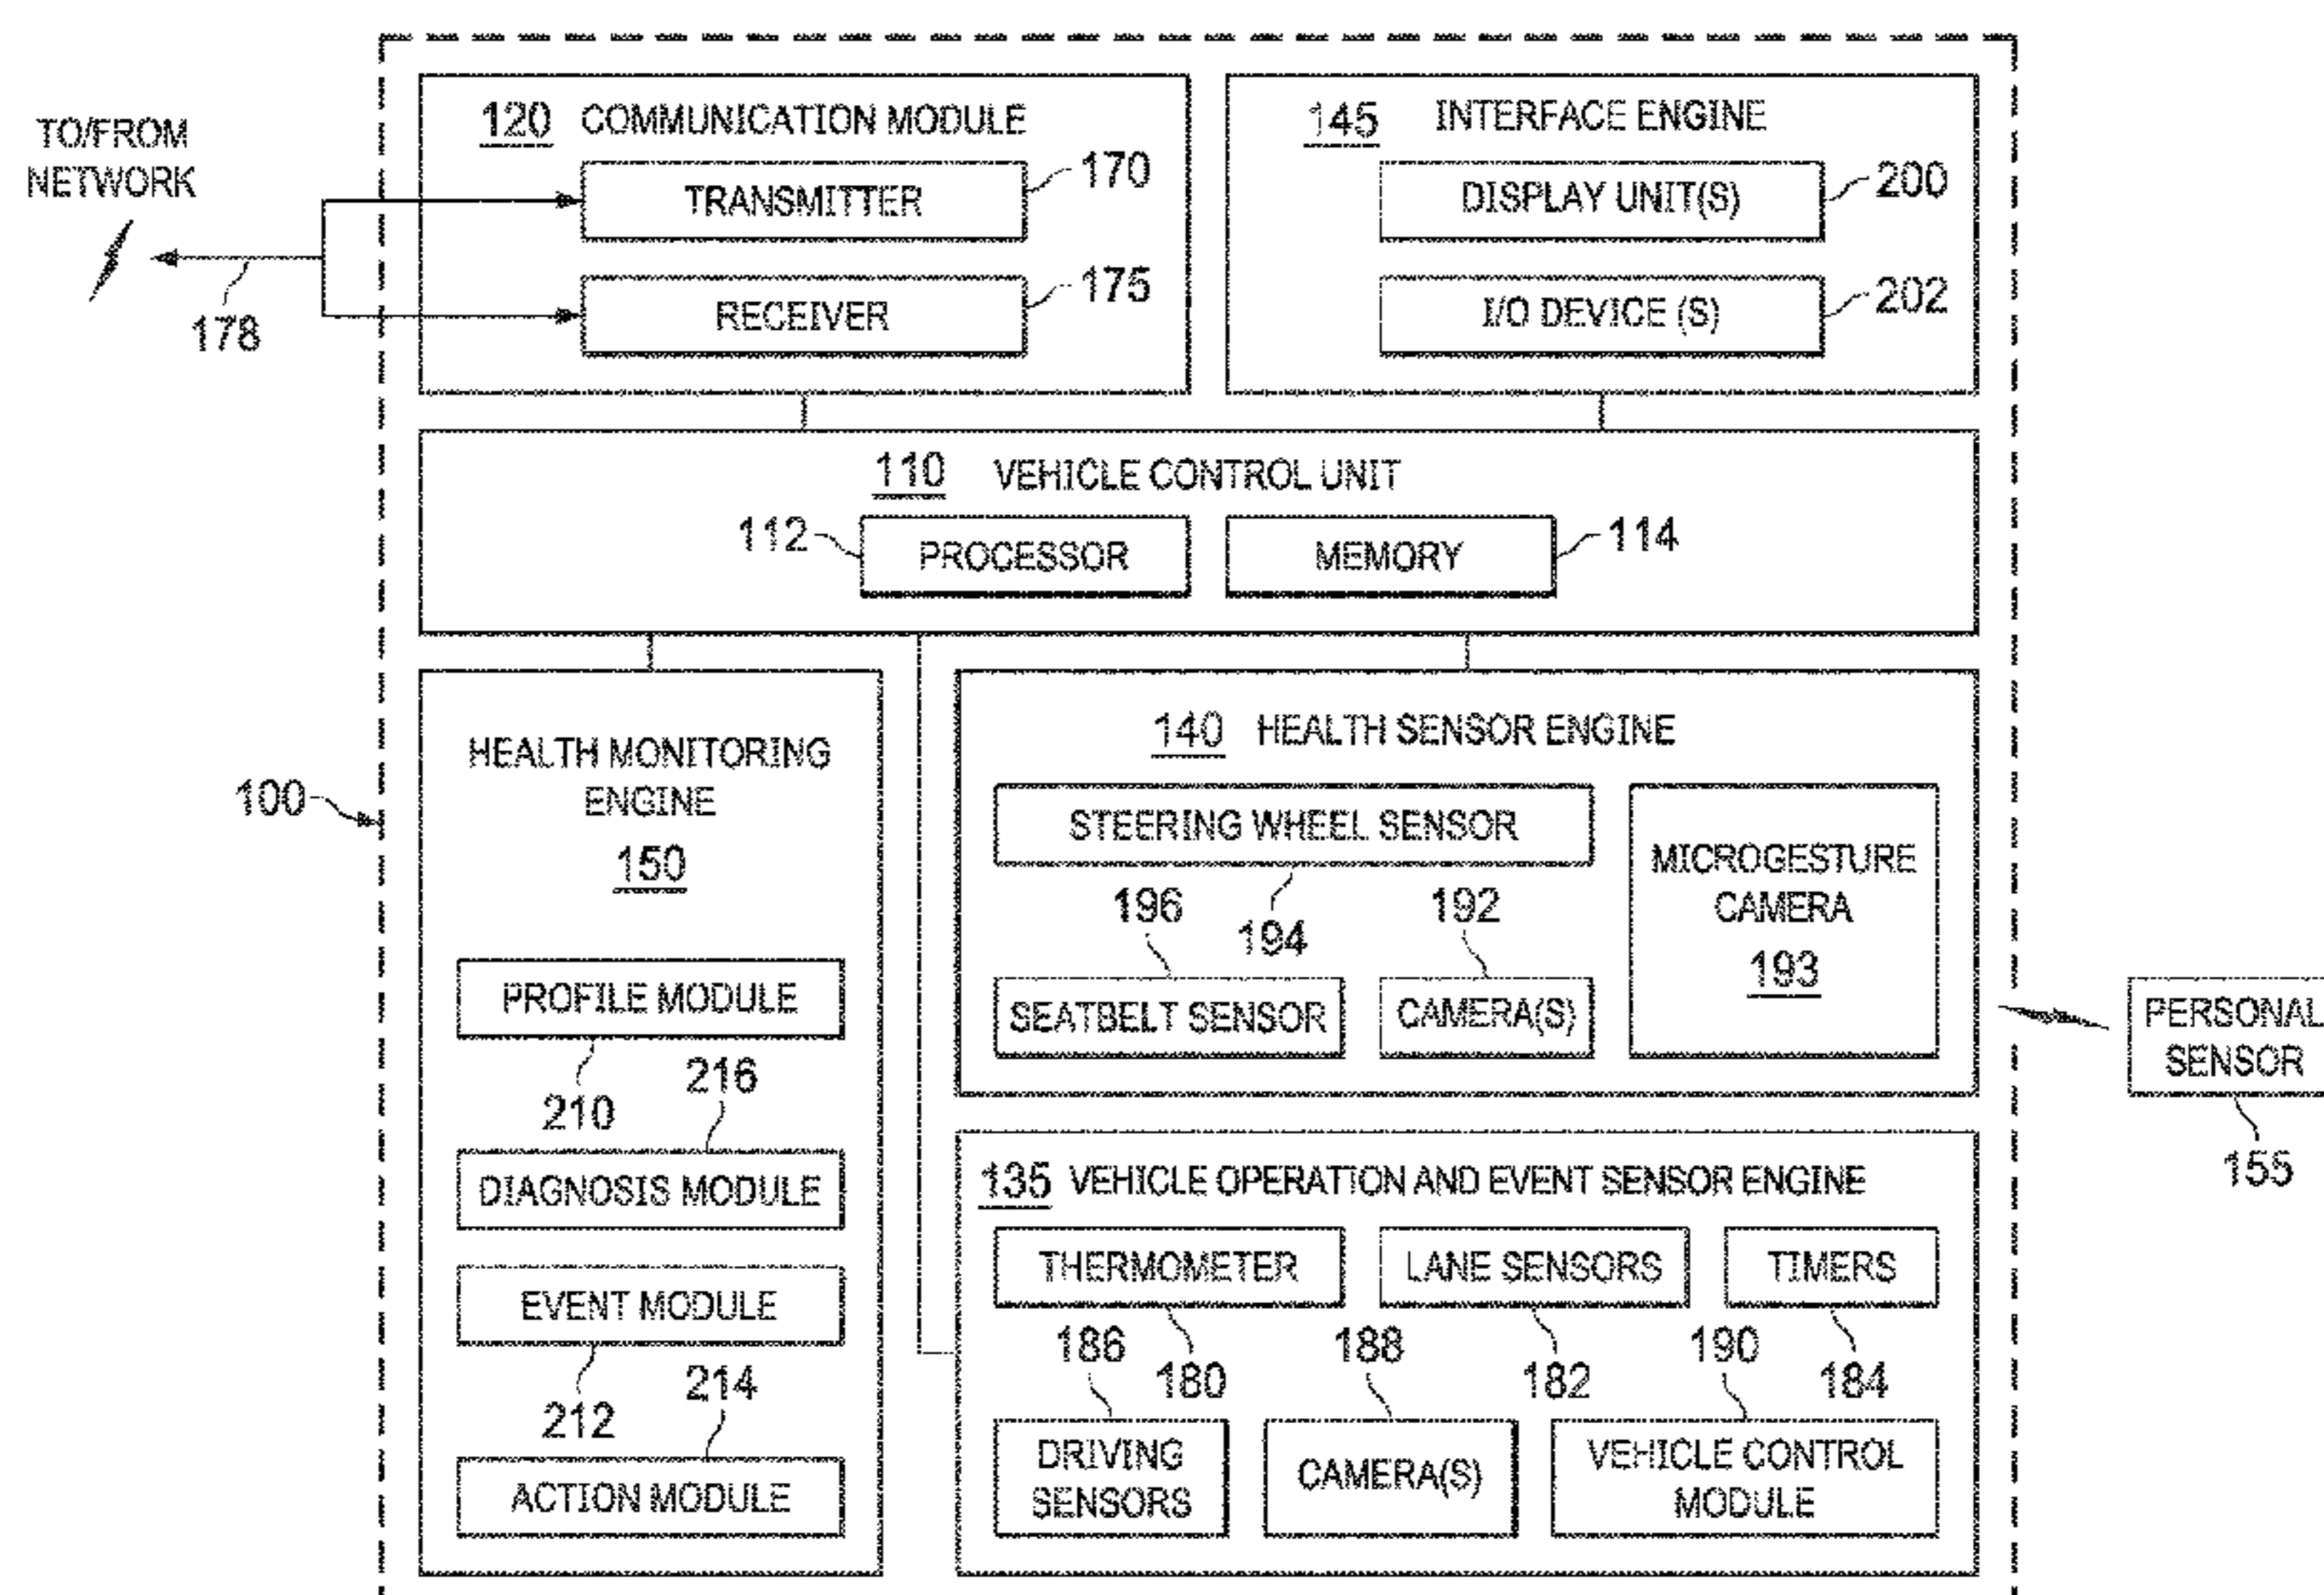 TO/FROM
NETWORK
178
120 COMMUNICATION MODULE
TRANSMITTER
170
RECEIVER
175
145 INTERFACE ENGINE
DISPLAY UNIT(S)
200
I/O DEVICE (S)
202
110 VEHICLE CONTROL UNIT
112
PROCESSOR
MEMORY
114
100
HEALTH MONITORING
ENGINE
150
PROFILE MODULE
210
216
DIAGNOSIS MODULE
EVENT MODULE
212
214
ACTION MODULE
140 HEALTH SENSOR ENGINE
STEERING WHEEL SENSOR
194
196
192
SEATBELT SENSOR
CAMERA(S)
MICROGESTURE
CAMERA
193
PERSONAL
SENSOR
155
135 VEHICLE OPERATION AND EVENT SENSOR ENGINE
THERMOMETER
LANE SENSORS
TIMERS
186
180
188
182
190
184
DRIVING
SENSORS
CAMERA(S)
VEHICLE CONTROL
MODULE